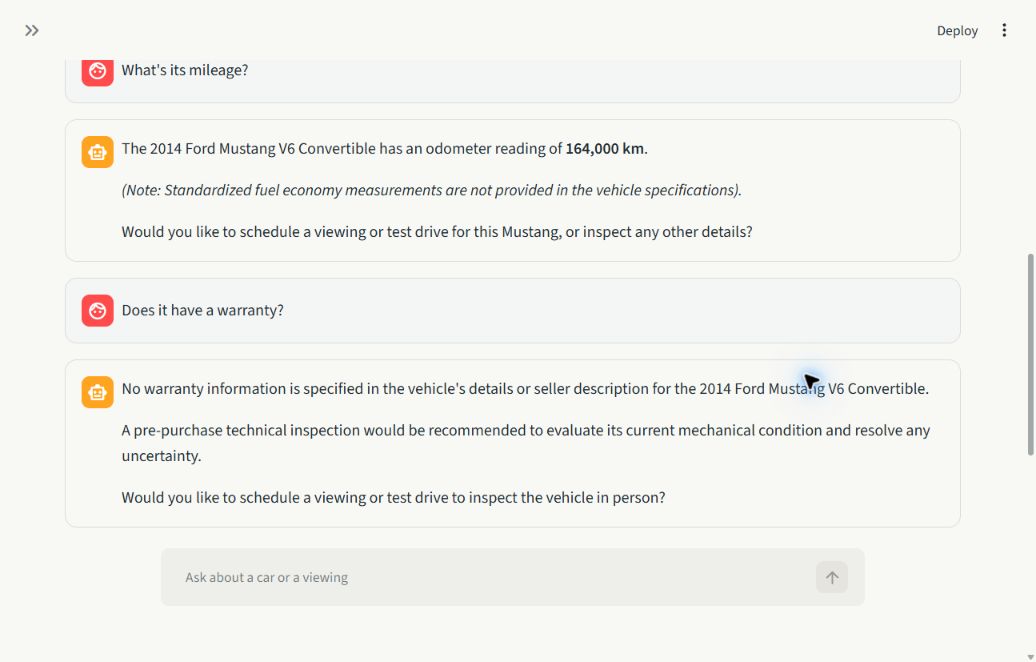 Deploy
What's its mileage?
The 2014 Ford Mustang V6 Convertible has an odometer reading of 164,000 km.
(Note: Standardized fuel economy measurements are not provided in the vehicle specifications).
Would you like to schedule a viewing or test drive for this Mustang, or inspect any other details?
Does it have a warranty?
No warranty information is specified in the vehicle's details or seller description for the 2014 Ford Mustang V6 Convertible.
A pre-purchase technical inspection would be recommended to evaluate its current mechanical condition and resolve any
uncertainty.
Would you like to schedule a viewing or test drive to inspect the vehicle in person?
Ask about a car or a viewing